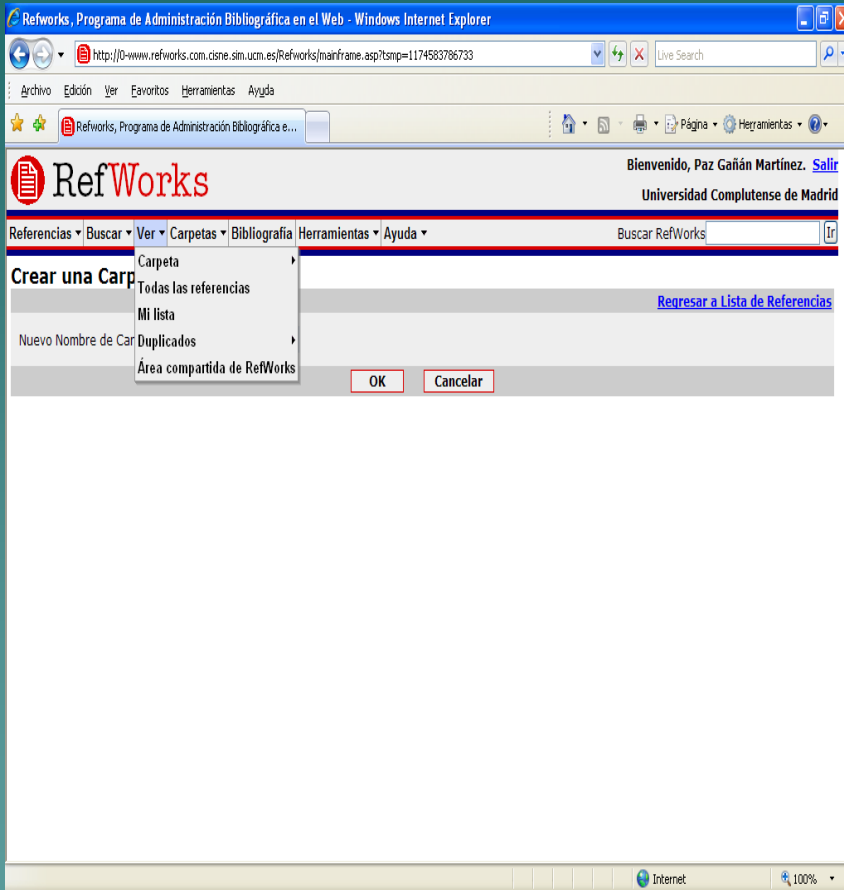 Refworks, Programa de Administración Bibliográfica en el Web - Windows Internet Explorer
http://0-www.refworks.com.cisne.sim.ucm.es/Refworks/mainframe.asp?tsmp=1174583786733 Live Search
Archivo Edición Ver Favoritos Herramientas Ayuda
Refworks, Programa de Administración Bibliográfica e... Página Herramientas
RefWorks
Bienvenido, Paz Gañán Martínez. Salir
Universidad Complutense de Madrid
Referencias Buscar Ver Carpetas Bibliografía Herramientas Ayuda Buscar RefWorks Ir
Carpeta
Crear una Carp
Todas las referencias
Regresar a Lista de Referencias
Mi lista
Nuevo Nombre de Car
Duplicados
Área compartida de RefWorks
OK Cancelar
Internet 100%